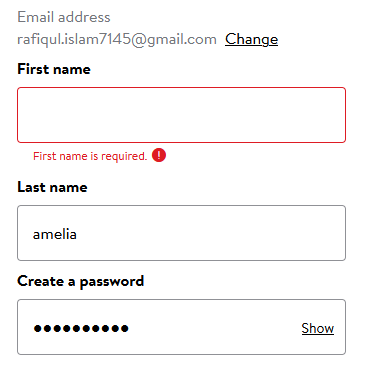 Email address
rafiqul.islam7145@gmail.com Change
First name
First name is required.
Last name
amelia
Create a password
●●●●●●●●●● Show